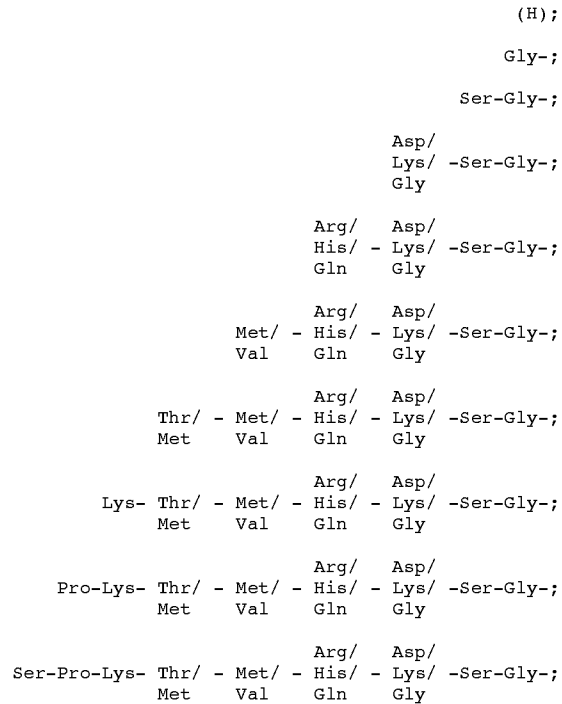 (H);
Gly-;
Ser-Gly-;
Asp/
Lys/ -Ser-Gly-;
Gly
Arg/ Asp/
His/ - Lys/ -Ser-Gly-;
Gln Gly
Arg/ Asp/
Met/ - His/ - Lys/ -Ser-Gly-;
Val Gln Gly
Arg/ Asp/
Thr/ - Met/ - His/ - Lys/ -Ser-Gly-;
Met Val Gln Gly
Arg/ Asp/
Lys- Thr/ - Met/ - His/ - Lys/ -Ser-Gly-;
Met Val Gln Gly
Arg/ Asp/
Pro-Lys- Thr/ - Met/ - His/ - Lys/ -Ser-Gly-;
Met Val Gln Gly
Arg/ Asp/
Ser-Pro-Lys- Thr/ - Met/ - His/ - Lys/ -Ser-Gly-;
Met Val Gln Gly